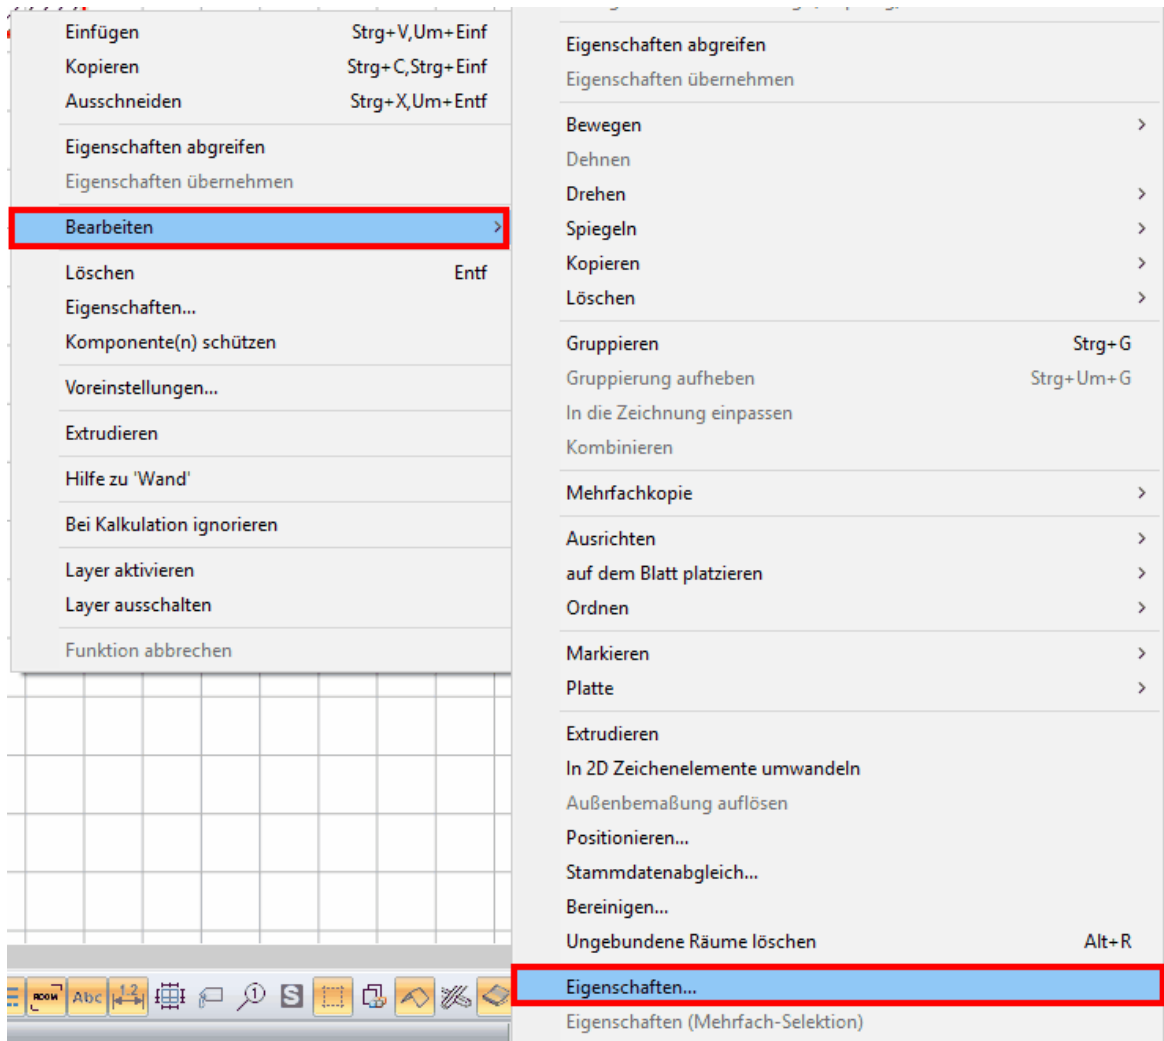 Einfügen Strg+V,Um+Einf
Kopieren Strg+C,Strg+Einf
Ausschneiden Strg+X,Um+Entf
Eigenschaften abgreifen
Eigenschaften übernehmen
Bearbeiten
Löschen Entf
Eigenschaften...
Komponente(n) schützen
Voreinstellungen...
Extrudieren
Hilfe zu 'Wand'
Bei Kalkulation ignorieren
Layer aktivieren
Layer ausschalten
Funktion abbrechen
Eigenschaften abgreifen
Eigenschaften übernehmen
Bewegen
Dehnen
Drehen
Spiegeln
Kopieren
Löschen
Gruppieren Strg+G
Gruppierung aufheben Strg+Um+G
In die Zeichnung einpassen
Kombinieren
Mehrfachkopie
Ausrichten
auf dem Blatt platzieren
Ordnen
Markieren
Platte
Extrudieren
In 2D Zeichenelemente umwandeln
Außenbemaßung auflösen
Positionieren...
Stammdatenabgleich...
Bereinigen...
Ungebundene Räume löschen Alt+R
Eigenschaften...
Eigenschaften (Mehrfach-Selektion)
ROOM Abc 1.2 1 S